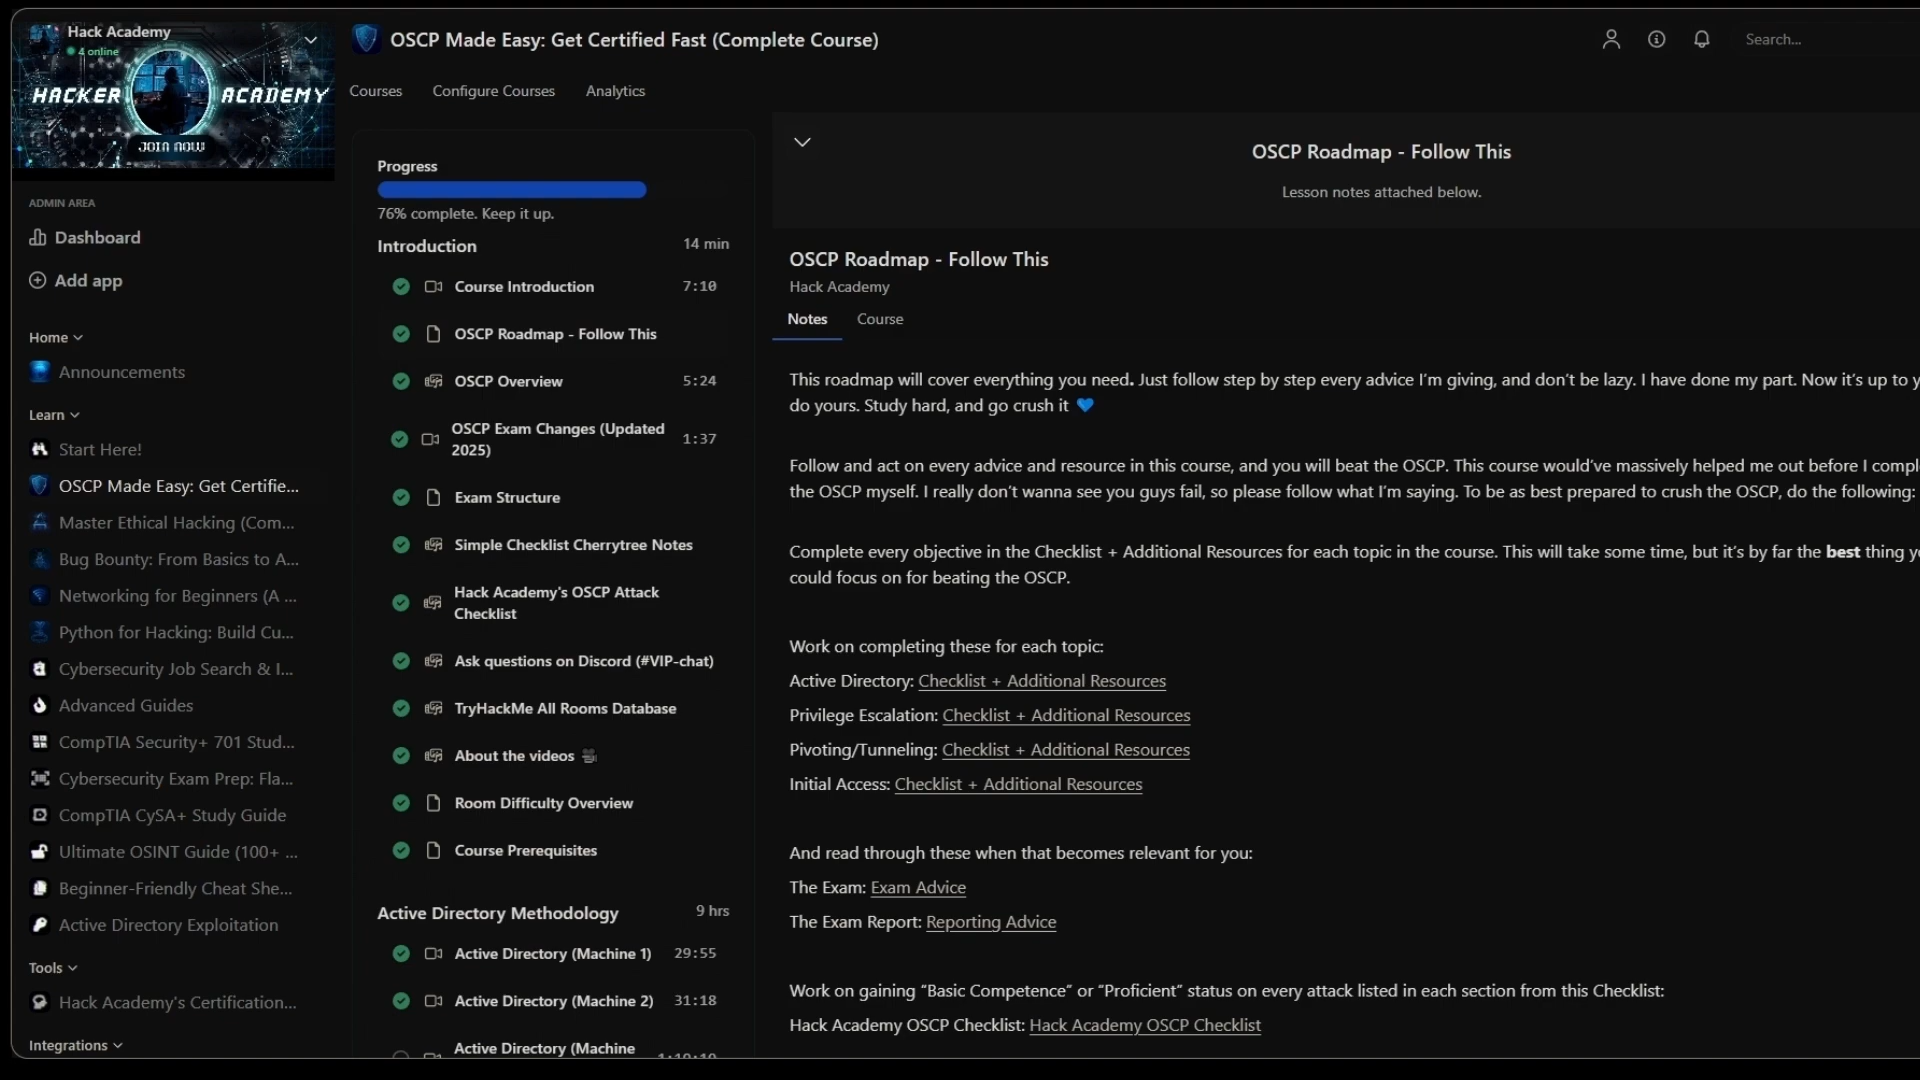 Hack Academy
4 online
HACKER ACADEMY
JOIN NOW!
ADMIN AREA
Dashboard
Add app
Home
Announcements
Learn
Start Here!
OSCP Made Easy: Get Certifie...
Master Ethical Hacking (Com...
Bug Bounty: From Basics to A...
Networking for Beginners (A ...
Python for Hacking: Build Cu...
Cybersecurity Job Search & I...
Advanced Guides
CompTIA Security+ 701 Stud...
Cybersecurity Exam Prep: Fla...
CompTIA CySA+ Study Guide
Ultimate OSINT Guide (100+ ...
Beginner-Friendly Cheat She...
Active Directory Exploitation
Tools
Hack Academy's Certification...
Integrations
OSCP Made Easy: Get Certified Fast (Complete Course)
Search...
Courses
Configure Courses
Analytics
Progress
76% complete. Keep it up.
Introduction 14 min
Course Introduction 7:10
OSCP Roadmap - Follow This
OSCP Overview 5:24
OSCP Exam Changes (Updated
2025) 1:37
Exam Structure
Simple Checklist Cherrytree Notes
Hack Academy's OSCP Attack
Checklist
Ask questions on Discord (#VIP-chat)
TryHackMe All Rooms Database
About the videos
Room Difficulty Overview
Course Prerequisites
Active Directory Methodology 9 hrs
Active Directory (Machine 1) 29:55
Active Directory (Machine 2) 31:18
Active Directory (Machine
OSCP Roadmap - Follow This
Lesson notes attached below.
OSCP Roadmap - Follow This
Hack Academy
Notes
Course
This roadmap will cover everything you need. Just follow step by step every advice I'm giving, and don't be lazy. I have done my part. Now it's up to y
do yours. Study hard, and go crush it 💙
Follow and act on every advice and resource in this course, and you will beat the OSCP. This course would've massively helped me out before I compl
the OSCP myself. I really don't wanna see you guys fail, so please follow what I'm saying. To be as best prepared to crush the OSCP, do the following:
Complete every objective in the Checklist + Additional Resources for each topic in the course. This will take some time, but it's by far the best thing y
could focus on for beating the OSCP.
Work on completing these for each topic:
Active Directory: Checklist + Additional Resources
Privilege Escalation: Checklist + Additional Resources
Pivoting/Tunneling: Checklist + Additional Resources
Initial Access: Checklist + Additional Resources
And read through these when that becomes relevant for you:
The Exam: Exam Advice
The Exam Report: Reporting Advice
Work on gaining "Basic Competence" or "Proficient" status on every attack listed in each section from this Checklist:
Hack Academy OSCP Checklist: Hack Academy OSCP Checklist